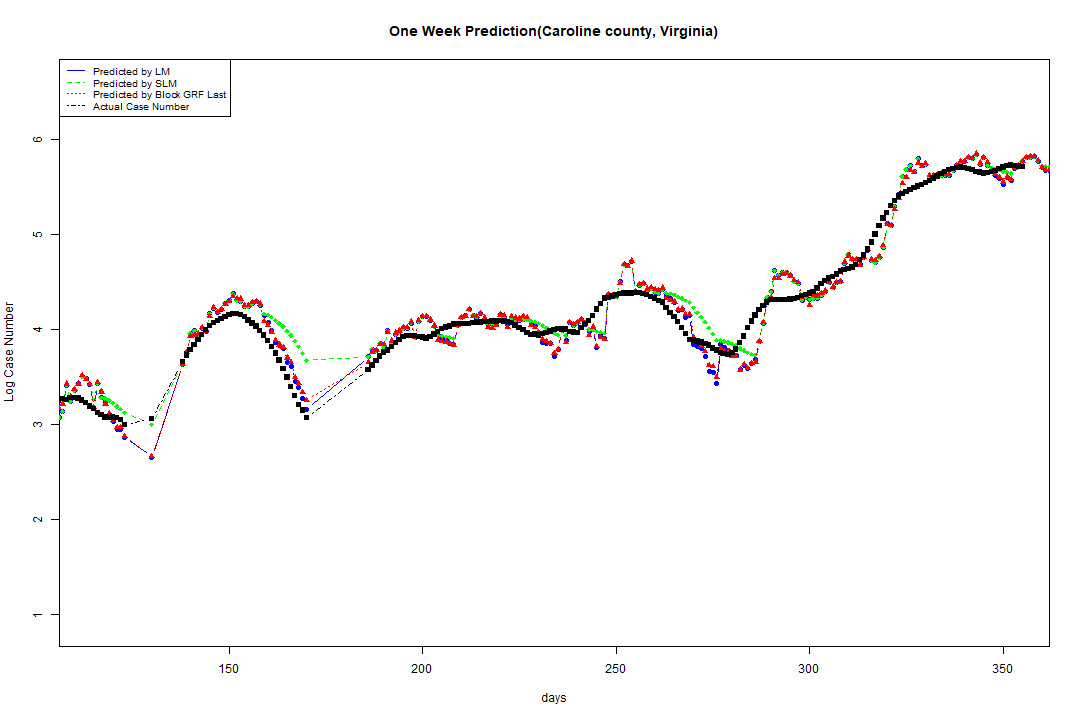 One Week Prediction(Caroline county, Virginia)
Predicted by LM
Predicted by SLM
Predicted by Block GRF Last
Actual Case Number
Log Case Number
6
5
4
3
2
1
150 200 250 300 350
days